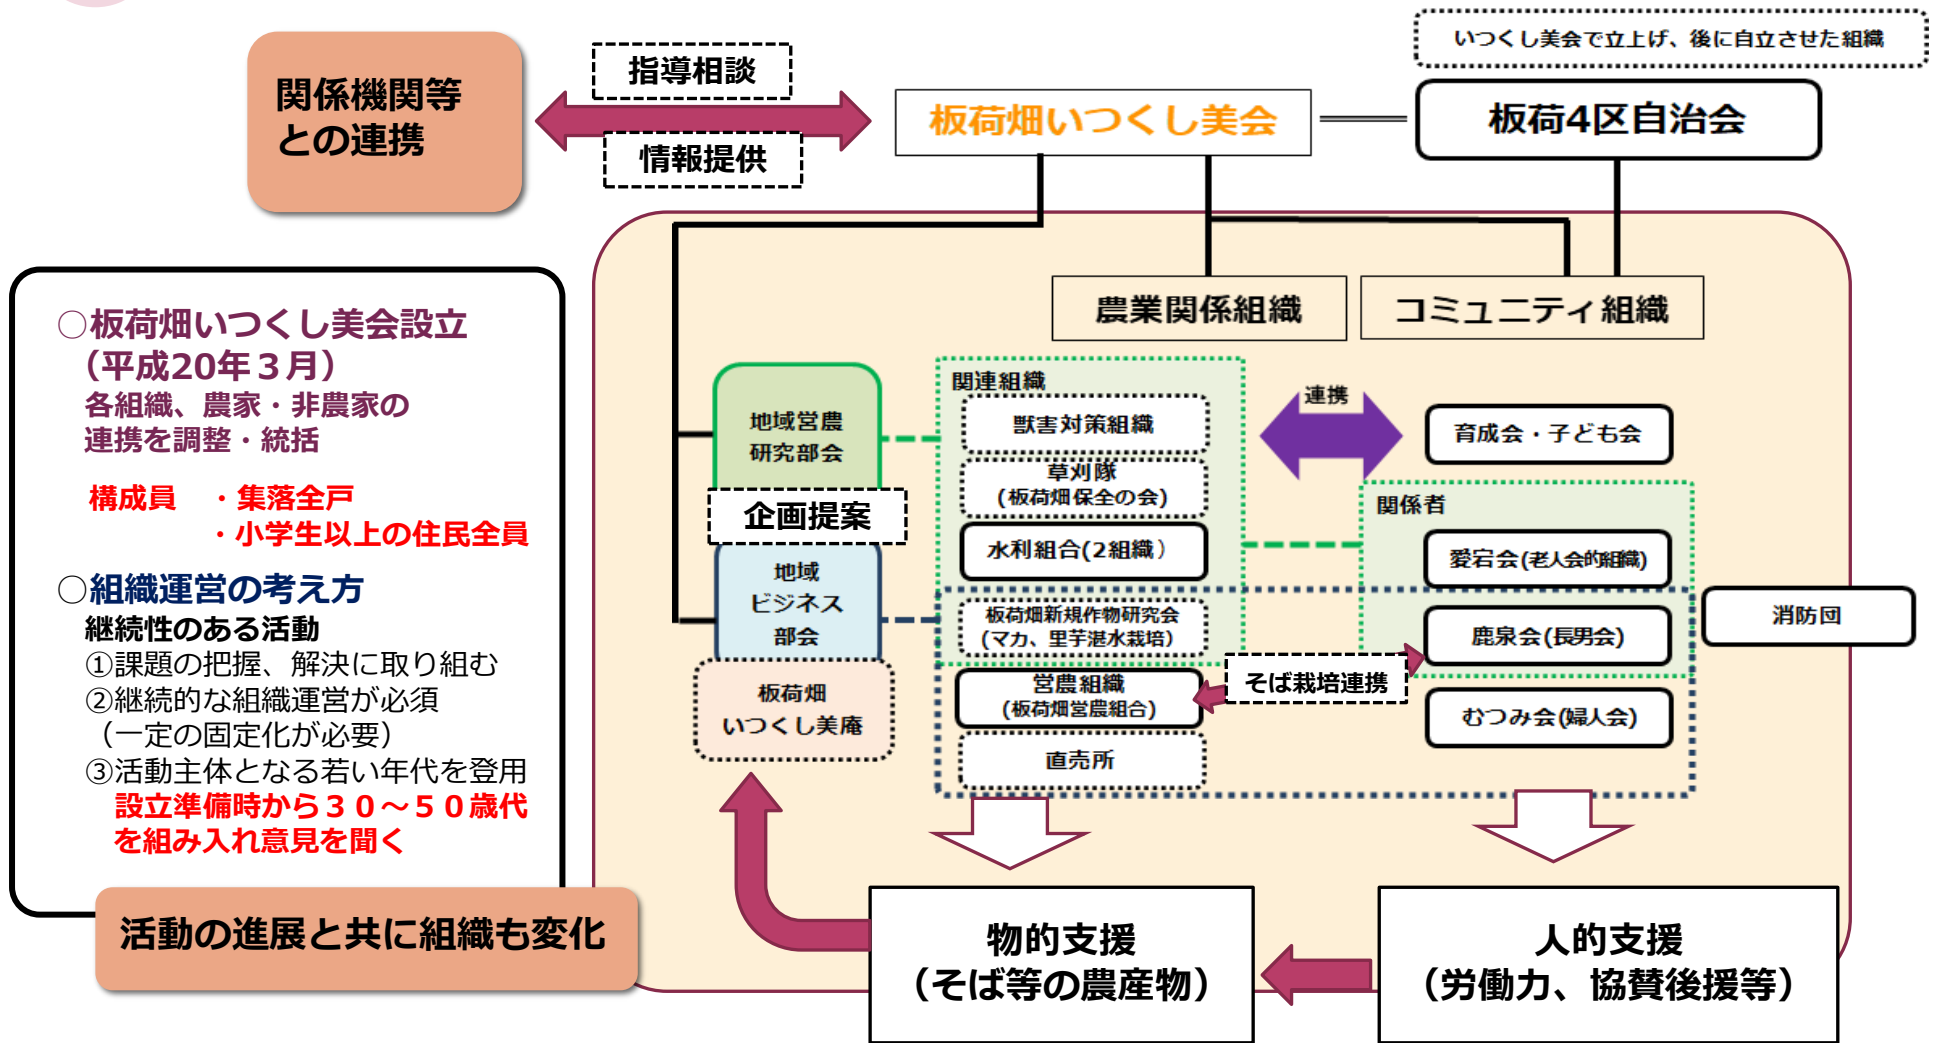 いつくし美会で立上げ、後に自立させた組織
関係機関等
との連携
指導相談
情報提供
板荷畑いつくし美会
板荷4区自治会
農業関係組織
コミュニティ組織
○板荷畑いつくし美会設立
（平成20年３月）
各組織、農家・非農家の
連携を調整・統括
構成員　・集落全戸
・小学生以上の住民全員
○組織運営の考え方
継続性のある活動
①課題の把握、解決に取り組む
②継続的な組織運営が必須
（一定の固定化が必要）
③活動主体となる若い年代を登用
設立準備時から３０～５０歳代
を組み入れ意見を聞く
活動の進展と共に組織も変化
地域営農
研究部会
企画提案
地域
ビジネス
部会
板荷畑
いつくし美庵
関連組織
獣害対策組織
草刈隊
(板荷畑保全の会)
水利組合(2組織）
板荷畑新規作物研究会
(マカ、里芋湛水栽培)
営農組織
(板荷畑営農組合)
直売所
連携
そば栽培連携
育成会・子ども会
関係者
愛宕会(老人会的組織)
鹿泉会(長男会)
むつみ会(婦人会)
消防団
物的支援
（そば等の農産物）
人的支援
（労働力、協賛後援等）